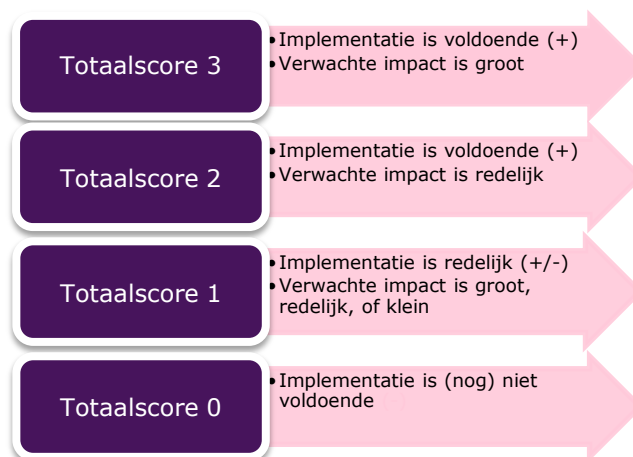 Totaalscore 3
• Implementatie is voldoende (+)
• Verwachte impact is groot
Totaalscore 2
• Implementatie is voldoende (+)
• Verwachte impact is redelijk
Totaalscore 1
• Implementatie is redelijk (+/-)
• Verwachte impact is groot,
redelijk, of klein
Totaalscore 0
• Implementatie is (nog) niet
voldoende